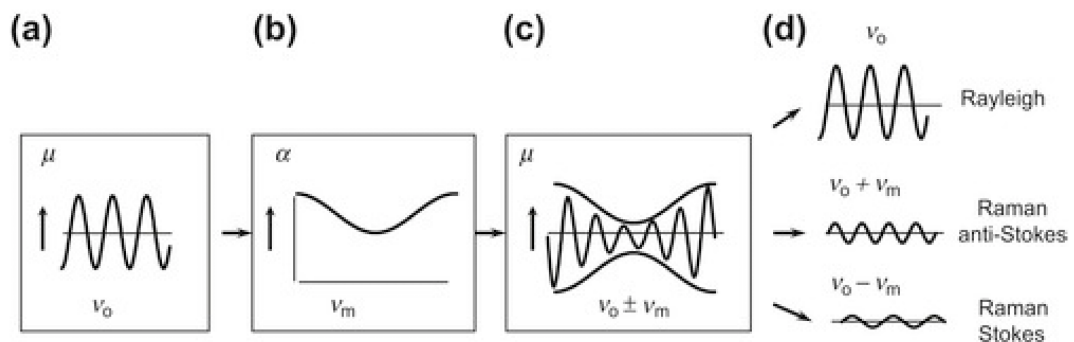 (a)
(b)
(c)
(d)
νo
Rayleigh
μ
α
μ
νo + νm
Raman
anti-Stokes
νo − νm
Raman
Stokes
νo
νm
νo ± νm